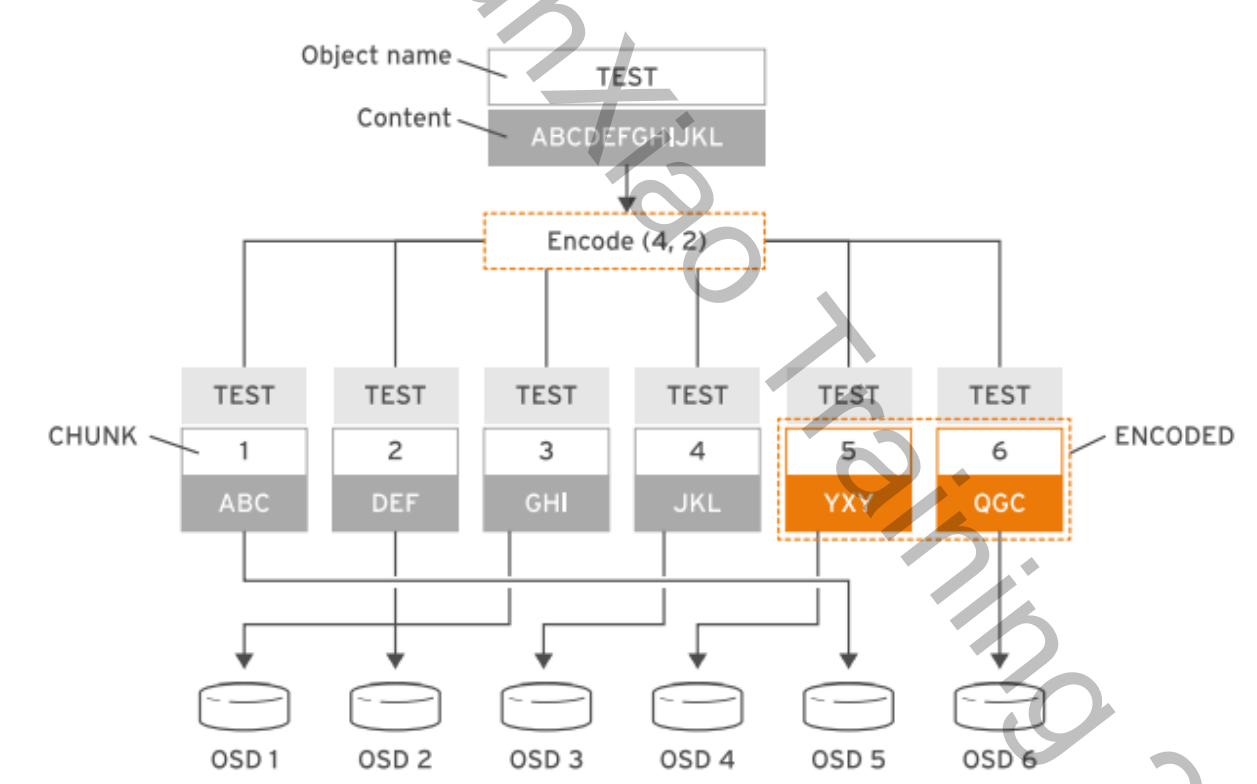 Object name
TEST
Content
ABCDEFGHIJKL
Encode (4, 2)
TEST TEST TEST TEST TEST TEST
CHUNK 1 2 3 4 5 6 ENCODED
ABC DEF GHI JKL YXY QGC
OSD 1 OSD 2 OSD 3 OSD 4 OSD 5 OSD 6
Training